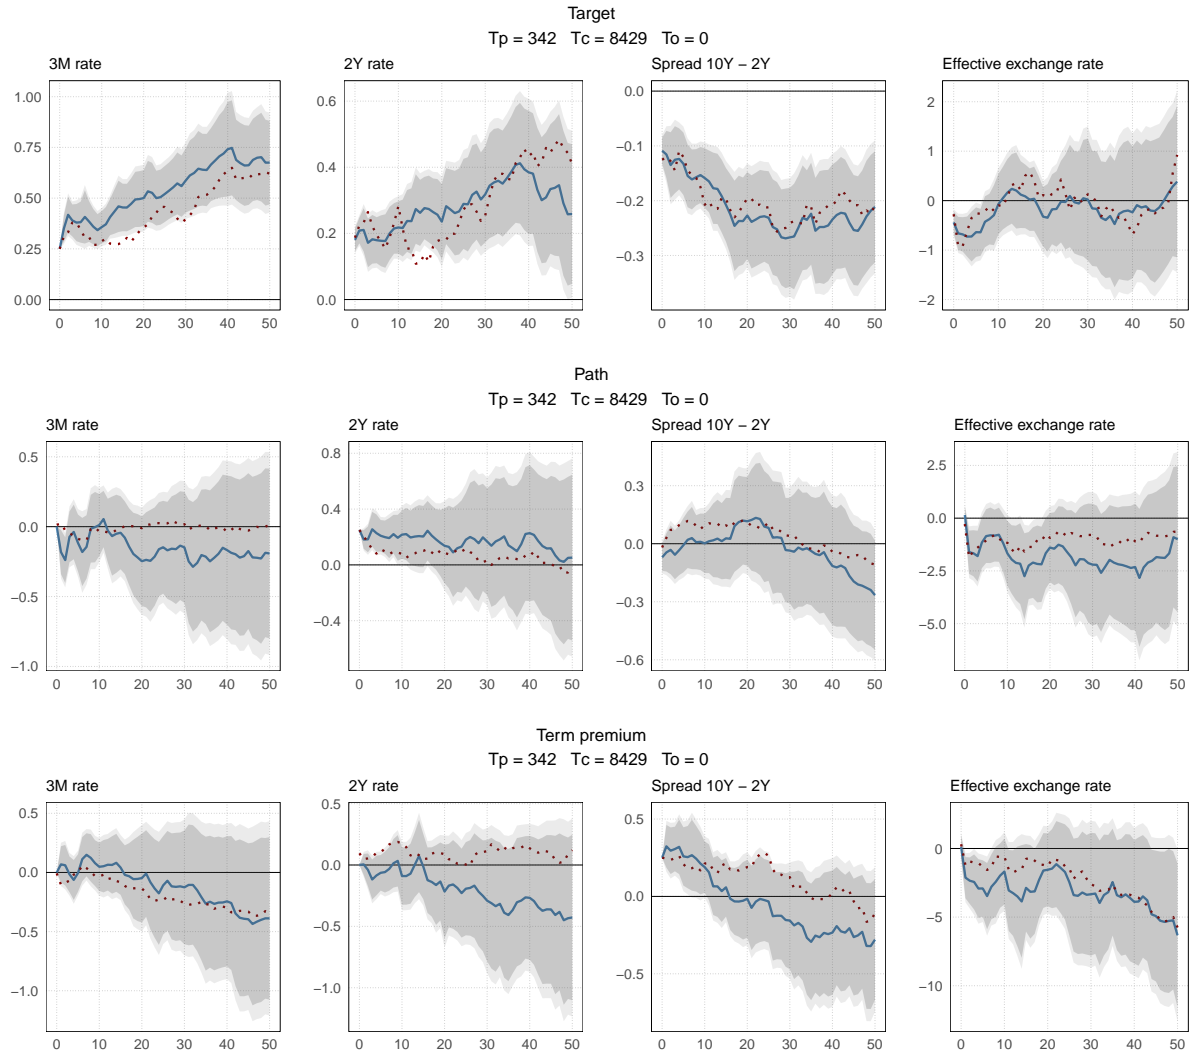 Target
Tp = 342   Tc = 8429   To = 0
3M rate
2Y rate
Spread 10Y − 2Y
Effective exchange rate
1.00
0.75
0.50
0.25
0.00
0 10 20 30 40 50
0.6
0.4
0.2
0.0
0 10 20 30 40 50
0.0
−0.1
−0.2
−0.3
0 10 20 30 40 50
2
1
0
−1
−2
0 10 20 30 40 50
Path
Tp = 342   Tc = 8429   To = 0
3M rate
2Y rate
Spread 10Y − 2Y
Effective exchange rate
0.5
0.0
−0.5
−1.0
0 10 20 30 40 50
0.8
0.4
0.0
−0.4
0 10 20 30 40 50
0.3
0.0
−0.3
−0.6
0 10 20 30 40 50
2.5
0.0
−2.5
−5.0
0 10 20 30 40 50
Term premium
Tp = 342   Tc = 8429   To = 0
3M rate
2Y rate
Spread 10Y − 2Y
Effective exchange rate
0.5
0.0
−0.5
−1.0
0 10 20 30 40 50
0.5
0.0
−0.5
−1.0
0 10 20 30 40 50
0.5
0.0
−0.5
0 10 20 30 40 50
0
−5
−10
0 10 20 30 40 50